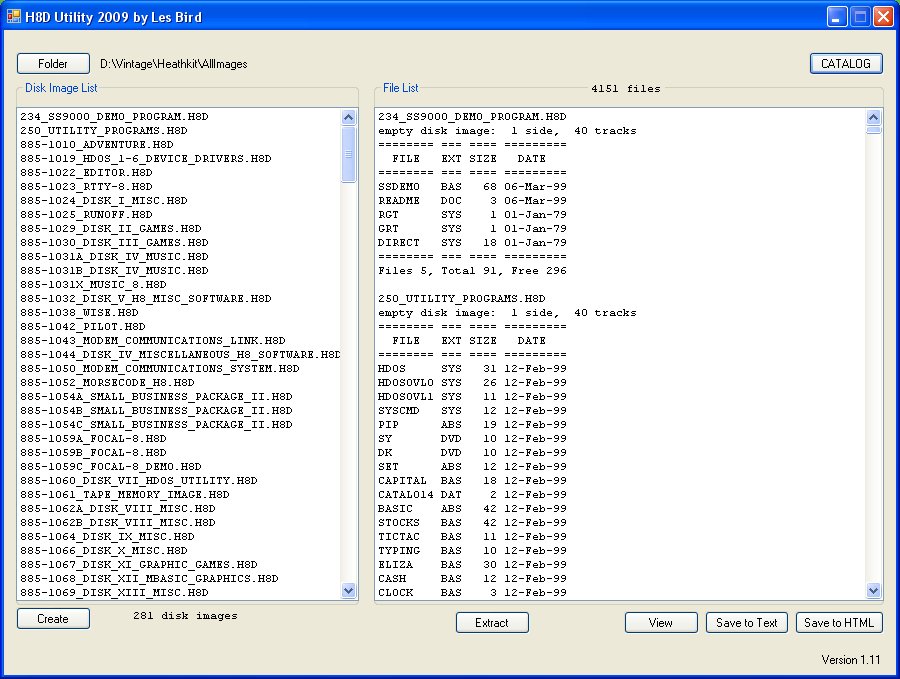 H8D Utility 2009 by Les Bird
Folder
D:\Vintage\Heathkit\AllImages
CATALOG
Disk Image List
234_SS9000_DEMO_PROGRAM.H8D
250_UTILITY_PROGRAMS.H8D
885-1010_ADVENTURE.H8D
885-1019_HDOS_1-6_DEVICE_DRIVERS.H8D
885-1022_EDITOR.H8D
885-1023_RTTY-8.H8D
885-1024_DISK_I_MISC.H8D
885-1025_RUNOFF.H8D
885-1029_DISK_II_GAMES.H8D
885-1030_DISK_III_GAMES.H8D
885-1031A_DISK_IV_MUSIC.H8D
885-1031B_DISK_IV_MUSIC.H8D
885-1031X_MUSIC_8.H8D
885-1032_DISK_V_H8_MISC_SOFTWARE.H8D
885-1038_WISE.H8D
885-1042_PILOT.H8D
885-1043_MODEM_COMMUNICATIONS_LINK.H8D
885-1044_DISK_IV_MISCELLANEOUS_H8_SOFTWARE.H8D
885-1050_MODEM_COMMUNICATIONS_SYSTEM.H8D
885-1052_MORSECODE_H8.H8D
885-1054A_SMALL_BUSINESS_PACKAGE_II.H8D
885-1054B_SMALL_BUSINESS_PACKAGE_II.H8D
885-1054C_SMALL_BUSINESS_PACKAGE_II.H8D
885-1059A_FOCAL-8.H8D
885-1059B_FOCAL-8.H8D
885-1059C_FOCAL-8_DEMO.H8D
885-1060_DISK_VII_HDOS_UTILITY.H8D
885-1061_TAPE_MEMORY_IMAGE.H8D
885-1062A_DISK_VIII_MISC.H8D
885-1062B_DISK_VIII_MISC.H8D
885-1064_DISK_IX_MISC.H8D
885-1066_DISK_X_MISC.H8D
885-1067_DISK_XI_GRAPHIC_GAMES.H8D
885-1068_DISK_XII_MBASIC_GRAPHICS.H8D
885-1069_DISK_XIII_MISC.H8D
Create
281 disk images
File List
4151 files
234_SS9000_DEMO_PROGRAM.H8D
empty disk image:  1 side,  40 tracks
======== === ==== =========
  FILE   EXT SIZE   DATE
======== === ==== =========
SSDEMO   BAS   68 06-Mar-99
README   DOC    3 06-Mar-99
RGT      SYS    1 01-Jan-79
GRT      SYS    1 01-Jan-79
DIRECT   SYS   18 01-Jan-79
======== === ==== =========
Files 5, Total 91, Free 296
250_UTILITY_PROGRAMS.H8D
empty disk image:  1 side,  40 tracks
======== === ==== =========
  FILE   EXT SIZE   DATE
======== === ==== =========
HDOS     SYS   31 12-Feb-99
HDOSOVL0 SYS   26 12-Feb-99
HDOSOVL1 SYS   11 12-Feb-99
SYSCMD   SYS   12 12-Feb-99
PIP      ABS   19 12-Feb-99
SY       DVD   10 12-Feb-99
DK       DVD   10 12-Feb-99
SET      ABS   12 12-Feb-99
CAPITAL  BAS   18 12-Feb-99
CATALO14 DAT    2 12-Feb-99
BASIC    ABS   42 12-Feb-99
STOCKS   BAS   42 12-Feb-99
TICTAC   BAS   11 12-Feb-99
TYPING   BAS   10 12-Feb-99
ELIZA    BAS   30 12-Feb-99
CASH     BAS   12 12-Feb-99
CLOCK    BAS    3 12-Feb-99
Extract
View
Save to Text
Save to HTML
Version 1.11